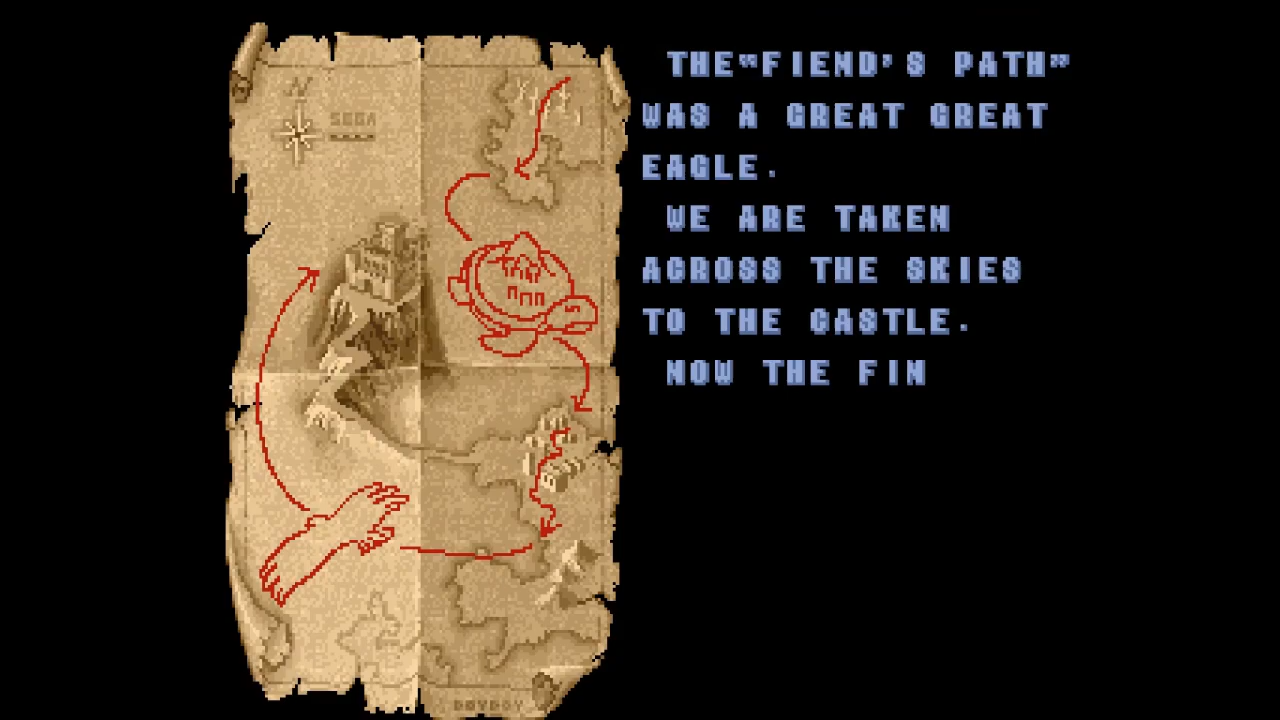 N
SEGA
THE"FIEND'S PATH"
WAS A GREAT GREAT
EAGLE.
WE ARE TAKEN
ACROSS THE SKIES
TO THE CASTLE.
NOW THE FIN